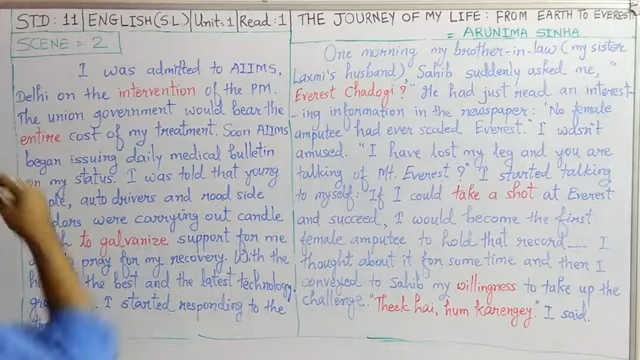 STD: 11 ENGLISH (S.L) Unit: 1 Read: 1 THE JOURNEY OF MY LIFE: FROM EARTH TO EVEREST
= ARUNIMA SINHA
SCENE = 2
I was admitted to AIIMS,
Delhi on the intervention of the PM.
The union government would bear the
entire cost of my treatment. Soon AIIMS
began issuing daily medical bulletin
on my status. I was told that young
auto drivers and road side
were carrying out candle
to galvanize support for me
pray for my recovery. With the
the best and the latest technology,
I started responding to the
One morning, my brother-in-law (my sister
Laxmi's husband), Sahib suddenly asked me, "
Everest Chadogi?" He had just read an interest-
-ing information in the newspaper: 'No female
amputee had ever scaled Everest.' I wasn't
amused. "I have lost my leg and you are
talking of Mt. Everest?" I started talking
to myself: 'If I could take a shot at Everest
and succeed, I would become the first
female amputee to hold that record...... I
thought about it for some time and then I
conveyed to Sahib my willingness to take up the
challenge. "Theek hai, hum karengey." I said.